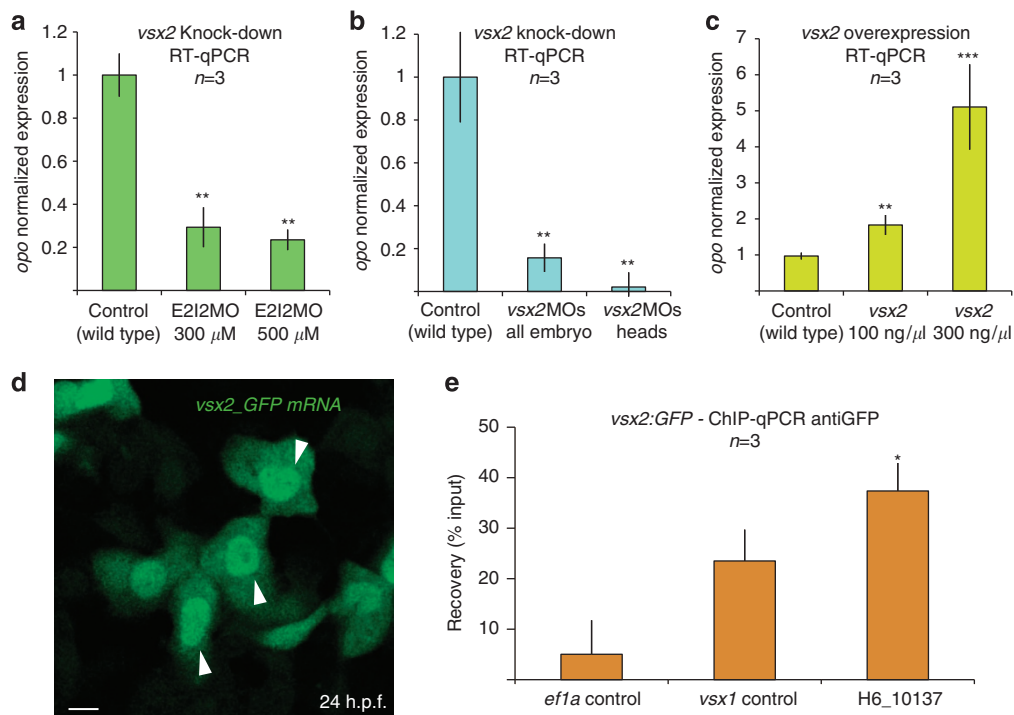 a
vsx2 Knock-down
RT-qPCR
n=3
opo normalized expression
1.2
1
0.8
0.6
0.4
0.2
**
**
Control
(wild type)
E2I2MO
300 μM
E2I2MO
500 μM
b
vsx2 knock-down
RT-qPCR
n=3
opo normalized expression
1.2
1
0.8
0.6
0.4
0.2
**
**
Control
(wild type)
vsx2MOs
all embryo
vsx2MOs
heads
c
vsx2 overexpression
RT-qPCR
n=3
opo normalized expression
7
6
5
4
3
2
1
**
***
Control
(wild type)
vsx2
100 ng/μl
vsx2
300 ng/μl
d
vsx2_GFP mRNA
24 h.p.f.
e
vsx2:GFP - ChIP-qPCR antiGFP
n=3
Recovery (% input)
50
40
30
20
10
*
ef1a control
vsx1 control
H6_10137